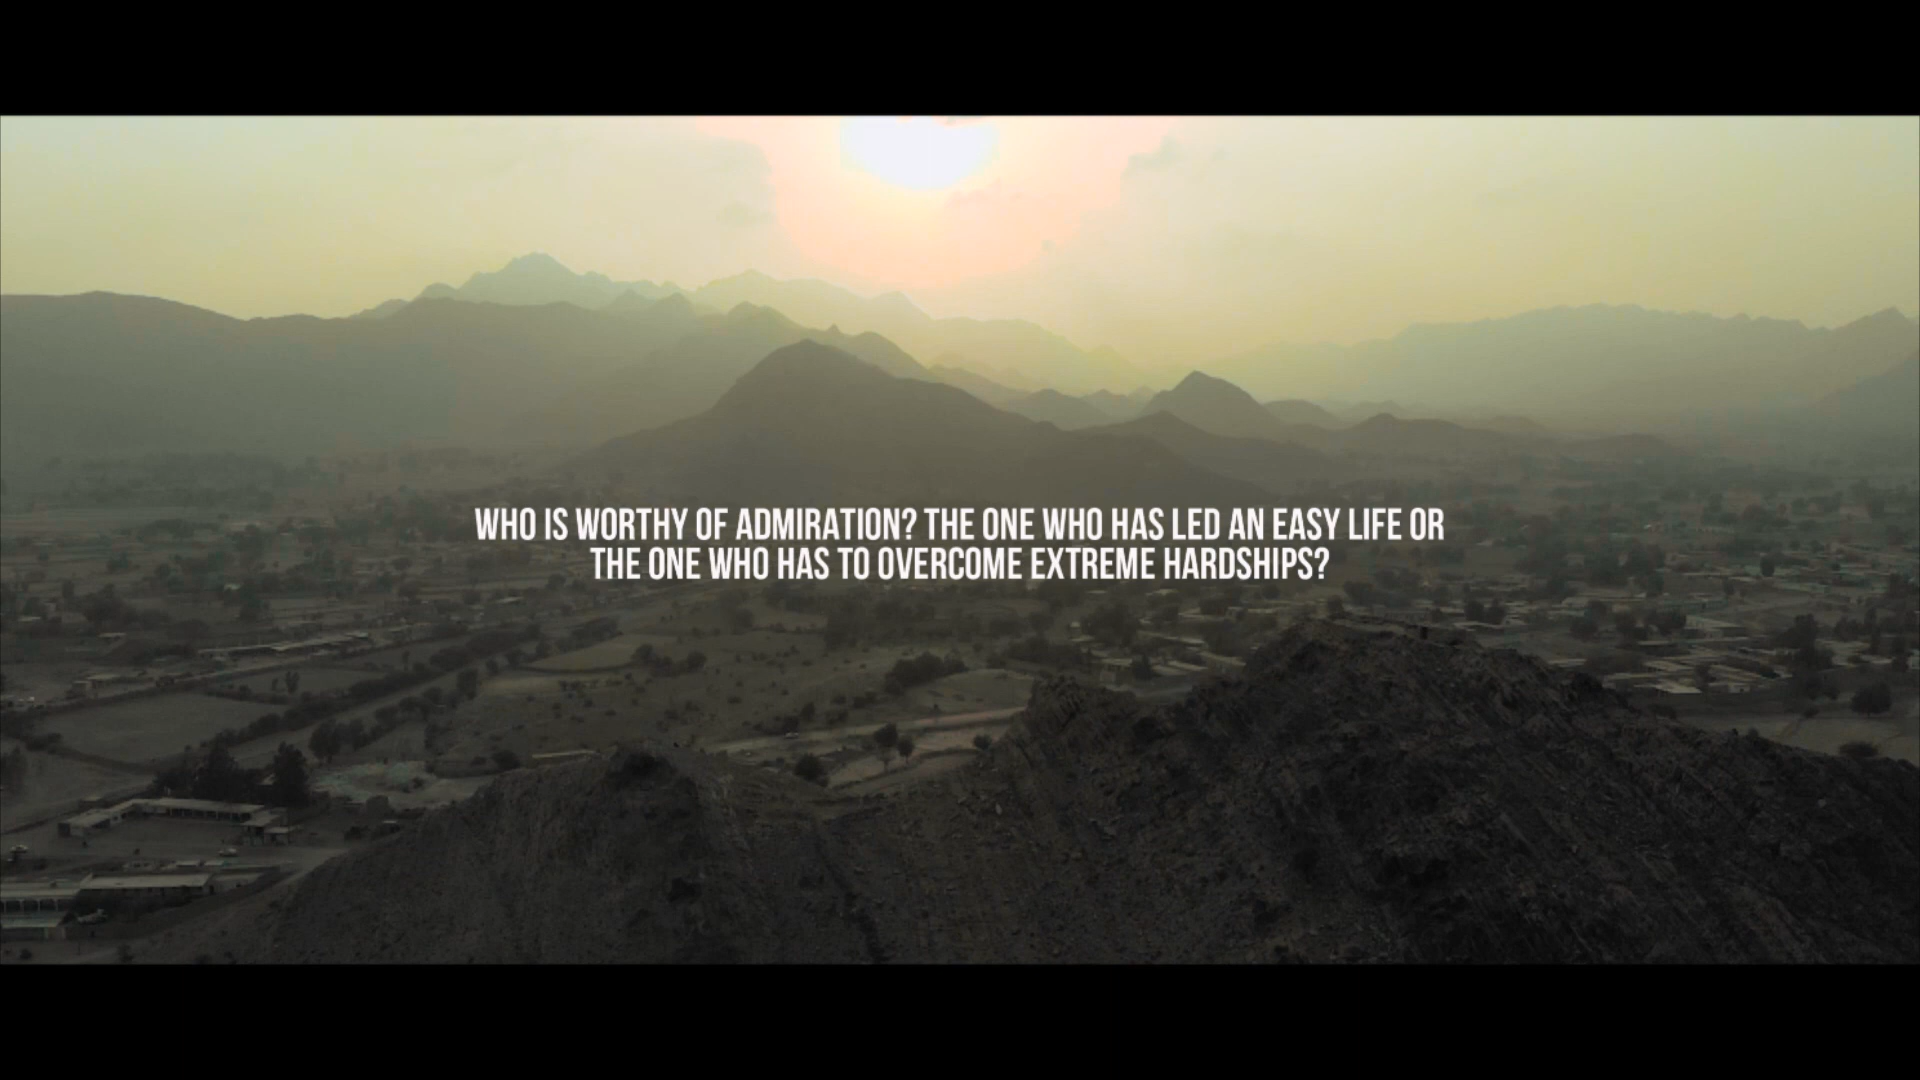 WHO IS WORTHY OF ADMIRATION? THE ONE WHO HAS LED AN EASY LIFE OR
THE ONE WHO HAS TO OVERCOME EXTREME HARDSHIPS?